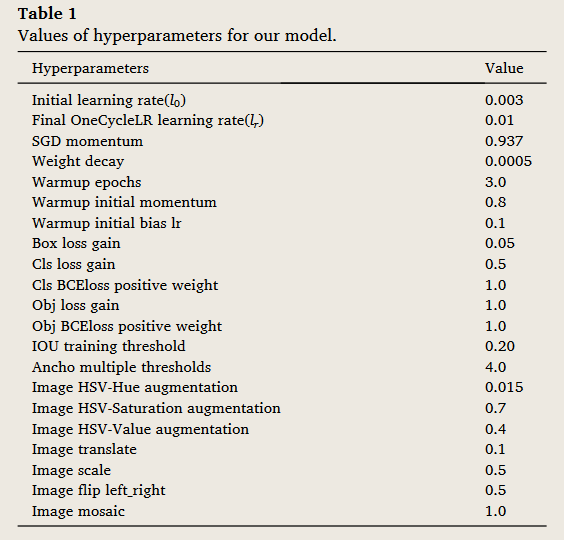 Table 1
Values of hyperparameters for our model.
Hyperparameters Value
Initial learning rate(l₀) 0.003
Final OneCycleLR learning rate(lᵣ) 0.01
SGD momentum 0.937
Weight decay 0.0005
Warmup epochs 3.0
Warmup initial momentum 0.8
Warmup initial bias lr 0.1
Box loss gain 0.05
Cls loss gain 0.5
Cls BCEloss positive weight 1.0
Obj loss gain 1.0
Obj BCEloss positive weight 1.0
IOU training threshold 0.20
Ancho multiple thresholds 4.0
Image HSV-Hue augmentation 0.015
Image HSV-Saturation augmentation 0.7
Image HSV-Value augmentation 0.4
Image translate 0.1
Image scale 0.5
Image flip left_right 0.5
Image mosaic 1.0